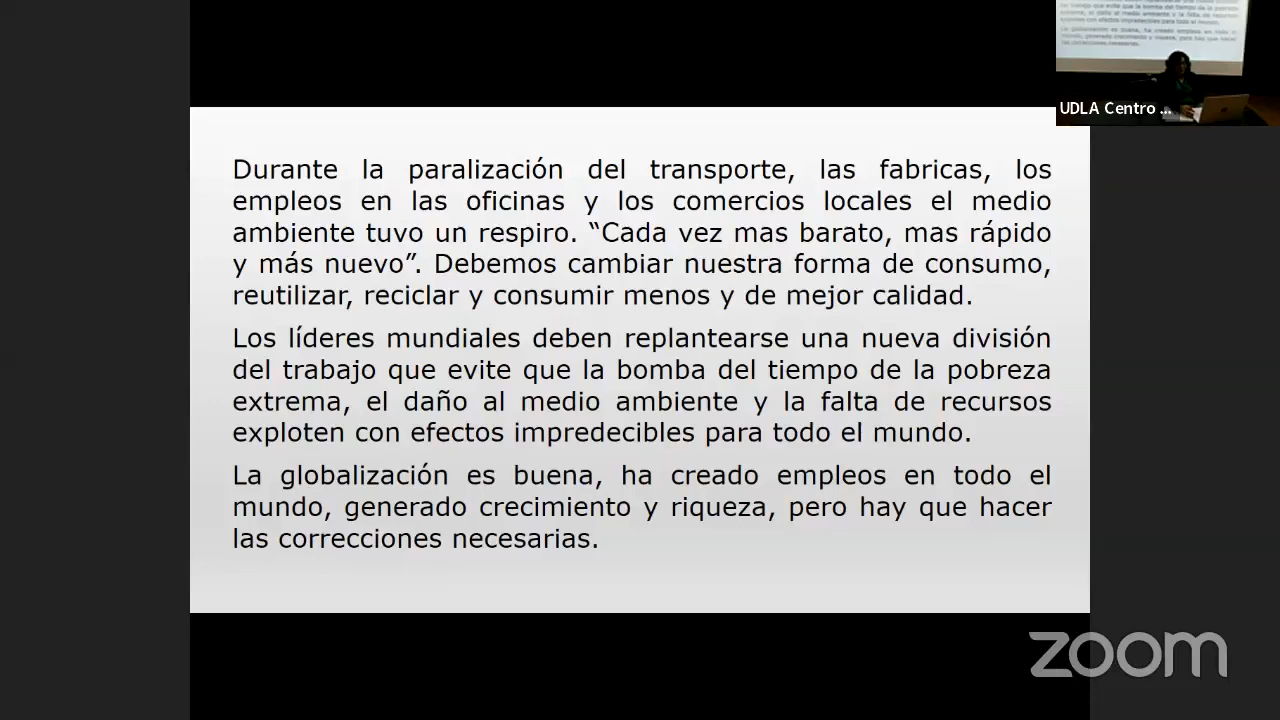 UDLA Centro ...
Durante la paralización del transporte, las fabricas, los
empleos en las oficinas y los comercios locales el medio
ambiente tuvo un respiro. “Cada vez mas barato, mas rápido
y más nuevo”. Debemos cambiar nuestra forma de consumo,
reutilizar, reciclar y consumir menos y de mejor calidad.
Los líderes mundiales deben replantearse una nueva división
del trabajo que evite que la bomba del tiempo de la pobreza
extrema, el daño al medio ambiente y la falta de recursos
exploten con efectos impredecibles para todo el mundo.
La globalización es buena, ha creado empleos en todo el
mundo, generado crecimiento y riqueza, pero hay que hacer
las correcciones necesarias.
zoom